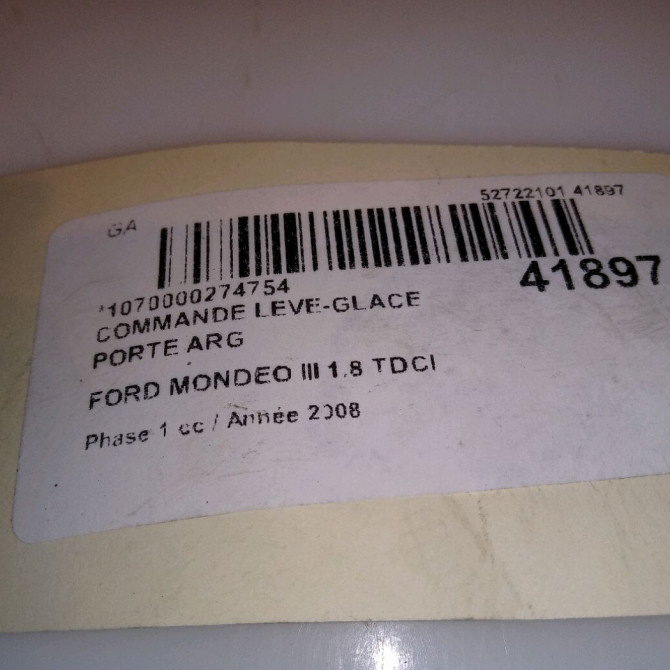 GA
52722101 41897
41897
*1070000274754
COMMANDE LEVE-GLACE
PORTE ARG
FORD MONDEO III 1.8 TDCI
Phase 1 cc / Année 2008